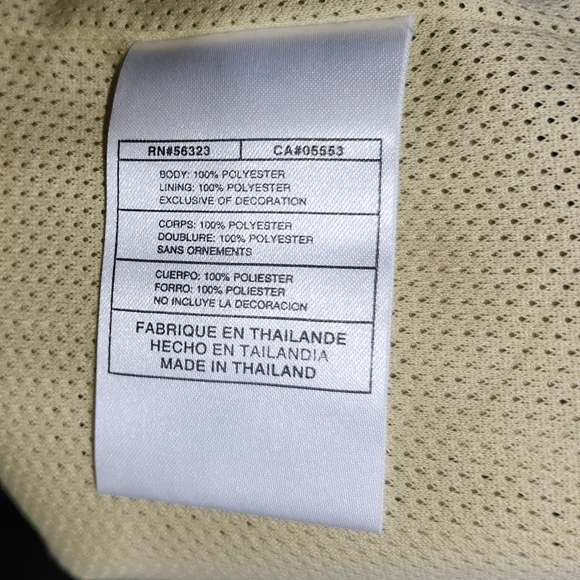 RN#56323 CA#05553
BODY: 100% POLYESTER
LINING: 100% POLYESTER
EXCLUSIVE OF DECORATION
CORPS: 100% POLYESTER
DOUBLURE: 100% POLYESTER
SANS ORNEMENTS
CUERPO: 100% POLIESTER
FORRO: 100% POLIESTER
NO INCLUYE LA DECORACION
FABRIQUE EN THAILANDE
HECHO EN TAILANDIA
MADE IN THAILAND